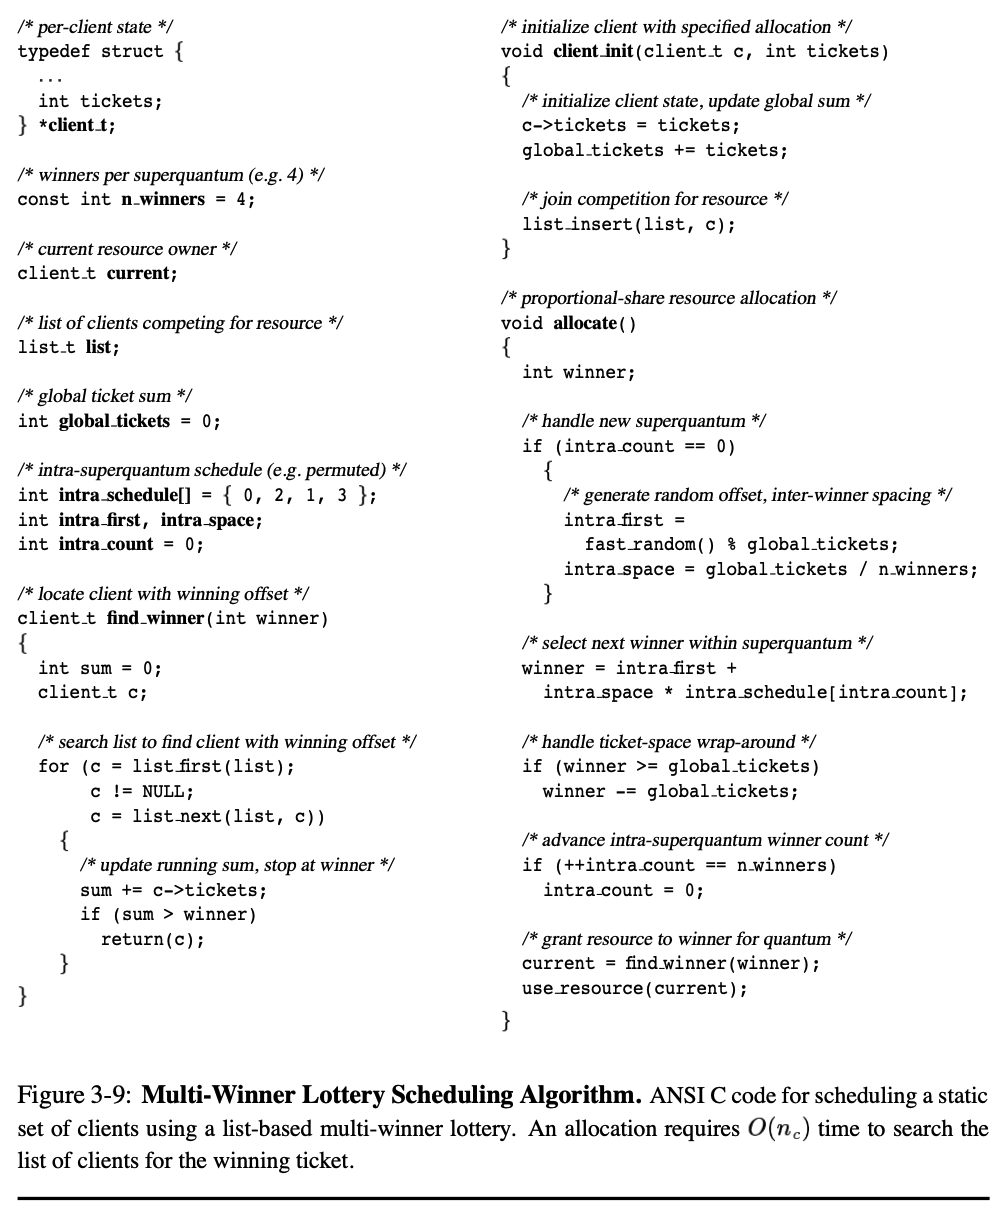 /* per-client state */
typedef struct {
  ...
  int tickets;
} *client_t;

/* winners per superquantum (e.g. 4) */
const int n_winners = 4;

/* current resource owner */
client_t current;

/* list of clients competing for resource */
list_t list;

/* global ticket sum */
int global_tickets = 0;

/* intra-superquantum schedule (e.g. permuted) */
int intra_schedule[] = { 0, 2, 1, 3 };
int intra_first, intra_space;
int intra_count = 0;

/* locate client with winning offset */
client_t find_winner(int winner)
{
  int sum = 0;
  client_t c;

  /* search list to find client with winning offset */
  for (c = list_first(list);
       c != NULL;
       c = list_next(list, c))
    {
      /* update running sum, stop at winner */
      sum += c->tickets;
      if (sum > winner)
        return(c);
    }
}

/* initialize client with specified allocation */
void client_init(client_t c, int tickets)
{
  /* initialize client state, update global sum */
  c->tickets = tickets;
  global_tickets += tickets;

  /* join competition for resource */
  list_insert(list, c);
}

/* proportional-share resource allocation */
void allocate()
{
  int winner;

  /* handle new superquantum */
  if (intra_count == 0)
    {
      /* generate random offset, inter-winner spacing */
      intra_first =
        fast_random() % global_tickets;
      intra_space = global_tickets / n_winners;
    }

  /* select next winner within superquantum */
  winner = intra_first +
    intra_space * intra_schedule[intra_count];

  /* handle ticket-space wrap-around */
  if (winner >= global_tickets)
    winner -= global_tickets;

  /* advance intra-superquantum winner count */
  if (++intra_count == n_winners)
    intra_count = 0;

  /* grant resource to winner for quantum */
  current = find_winner(winner);
  use_resource(current);
}

Figure 3-9: Multi-Winner Lottery Scheduling Algorithm. ANSI C code for scheduling a static
set of clients using a list-based multi-winner lottery. An allocation requires O(n_c) time to search the
list of clients for the winning ticket.